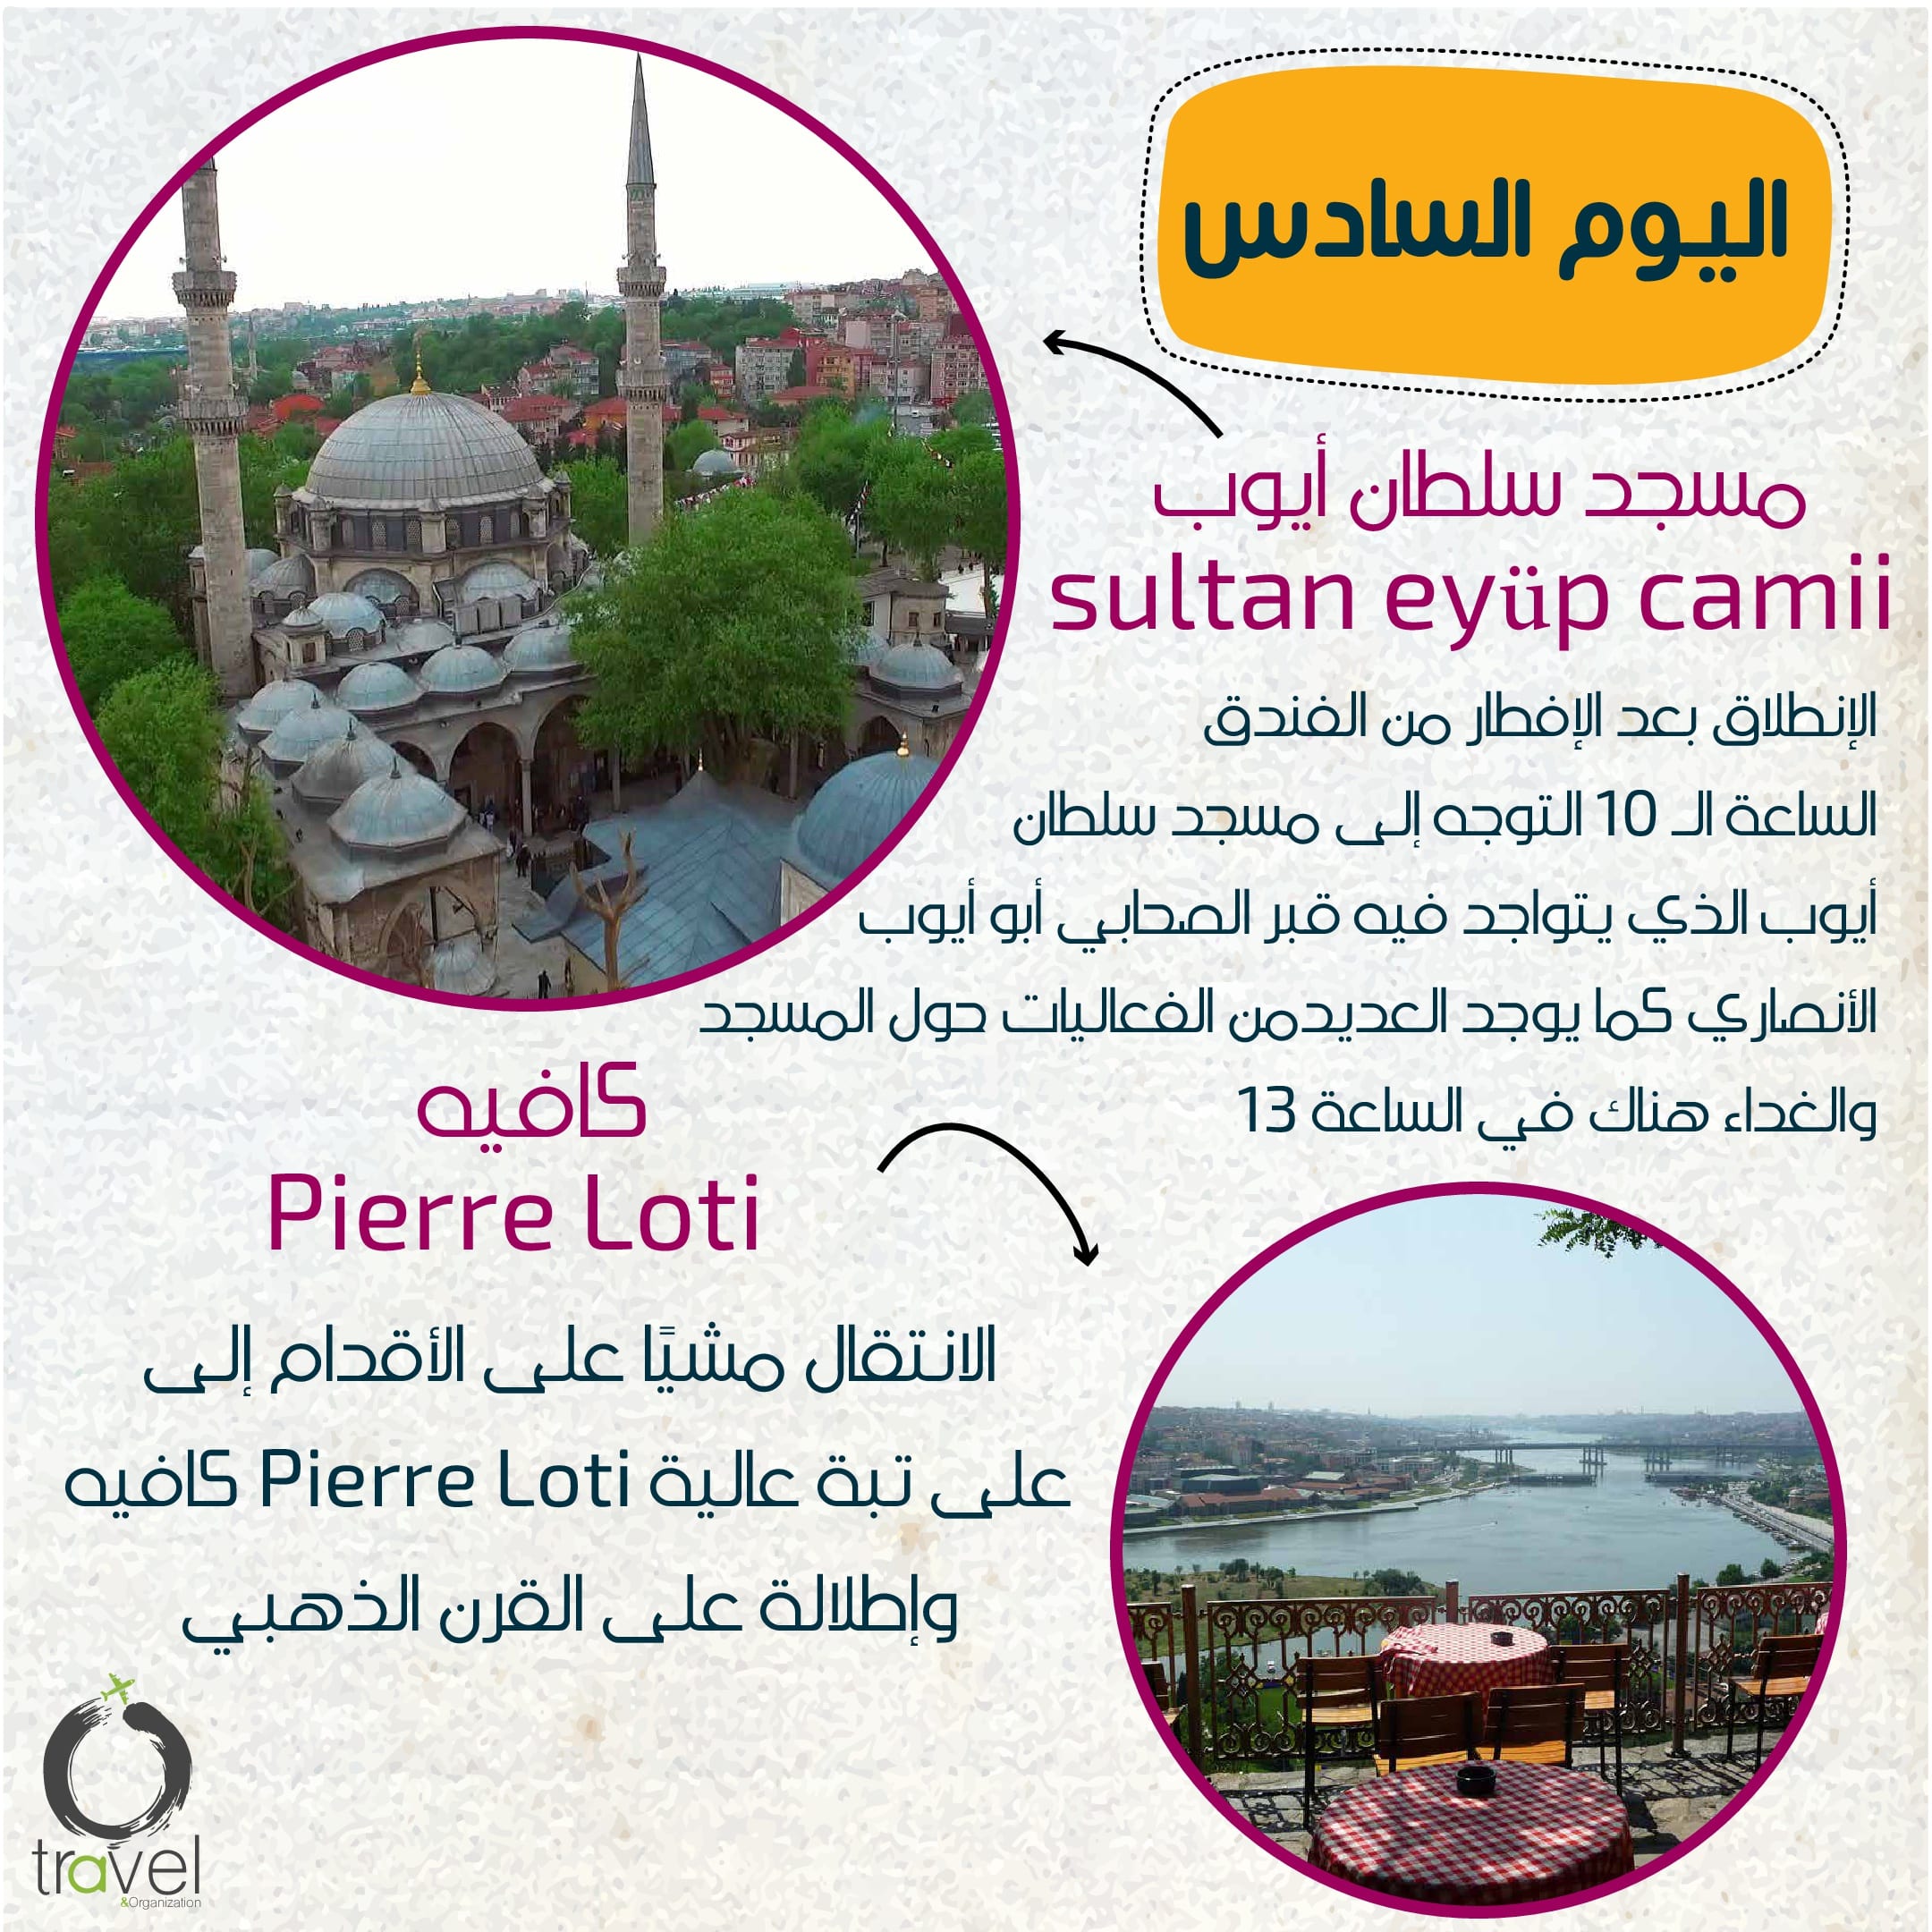 اليوم السادس
مسجد سلطان أيوب
sultan eyüp camii
الإنطلاق بعد الإفطار من الفندق
الساعة الـ 10 التوجه إلى مسجد سلطان
أيوب الذي يتواجد فيه قبر الصحابي أبو أيوب
الأنصاري كما يوجد العديدمن الفعاليات حول المسجد
والغداء هناك في الساعة 13
كافيه
Pierre Loti
الانتقال مشيًا على الأقدام إلى
على تبة عالية Pierre Loti كافيه
وإطلالة على القرن الذهبي
travel
&Organization